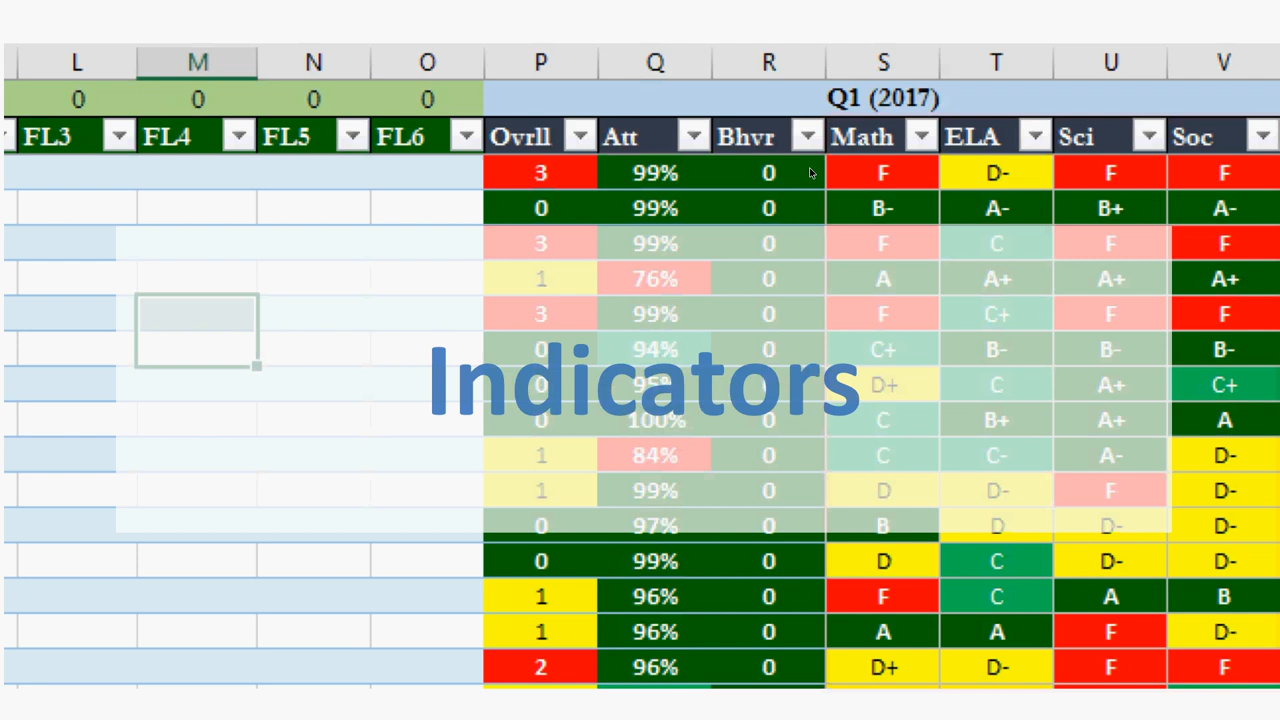 L M N O P Q R S T U V
0 0 0 0 Q1 (2017)
FL3 FL4 FL5 FL6 Ovrll Att Bhvr Math ELA Sci Soc
3 99% 0 F D- F F
0 99% 0 B- A- B+ A-
3 99% 0 F C F F
1 76% 0 A A+ A+ A+
3 99% 0 F C+ F F
0 94% C+ B- B- B-
Indicators
0 D+ C A+ C+
0 100% 0 C B+ A+ A
1 84% 0 C C- A- D-
1 99% 0 D D- F D-
0 97% 0 B D D- D-
0 99% 0 D C D- D-
1 96% 0 F C A B
1 96% 0 A A F D-
2 96% 0 D+ D- F F